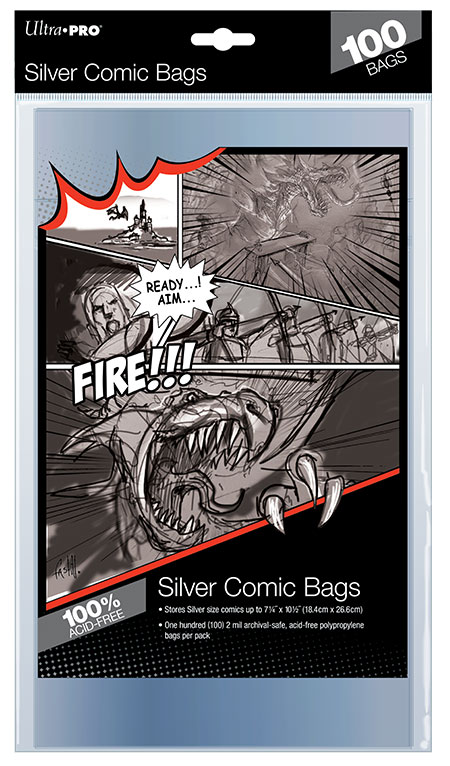 Ultra•PRO®
100
BAGS
Silver Comic Bags
READY...!
AIM...
FIRE!!!
100%
ACID-FREE
Silver Comic Bags
• Stores Silver size comics up to 7¼" x 10½" (18.4cm x 26.6cm)
• One hundred (100) 2 mil archival-safe, acid-free polypropylene
bags per pack